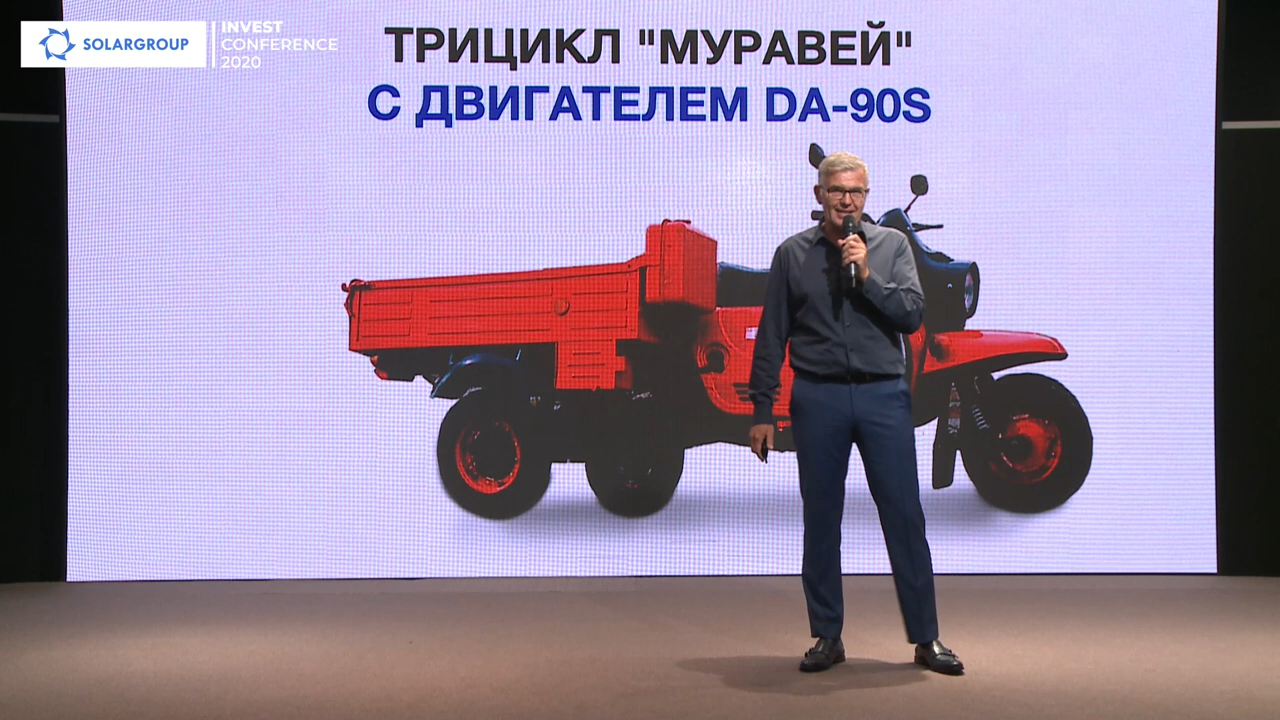 SOLARGROUP
INVEST
CONFERENCE
2020
ТРИЦИКЛ "МУРАВЕЙ"
С ДВИГАТЕЛЕМ DA-90S